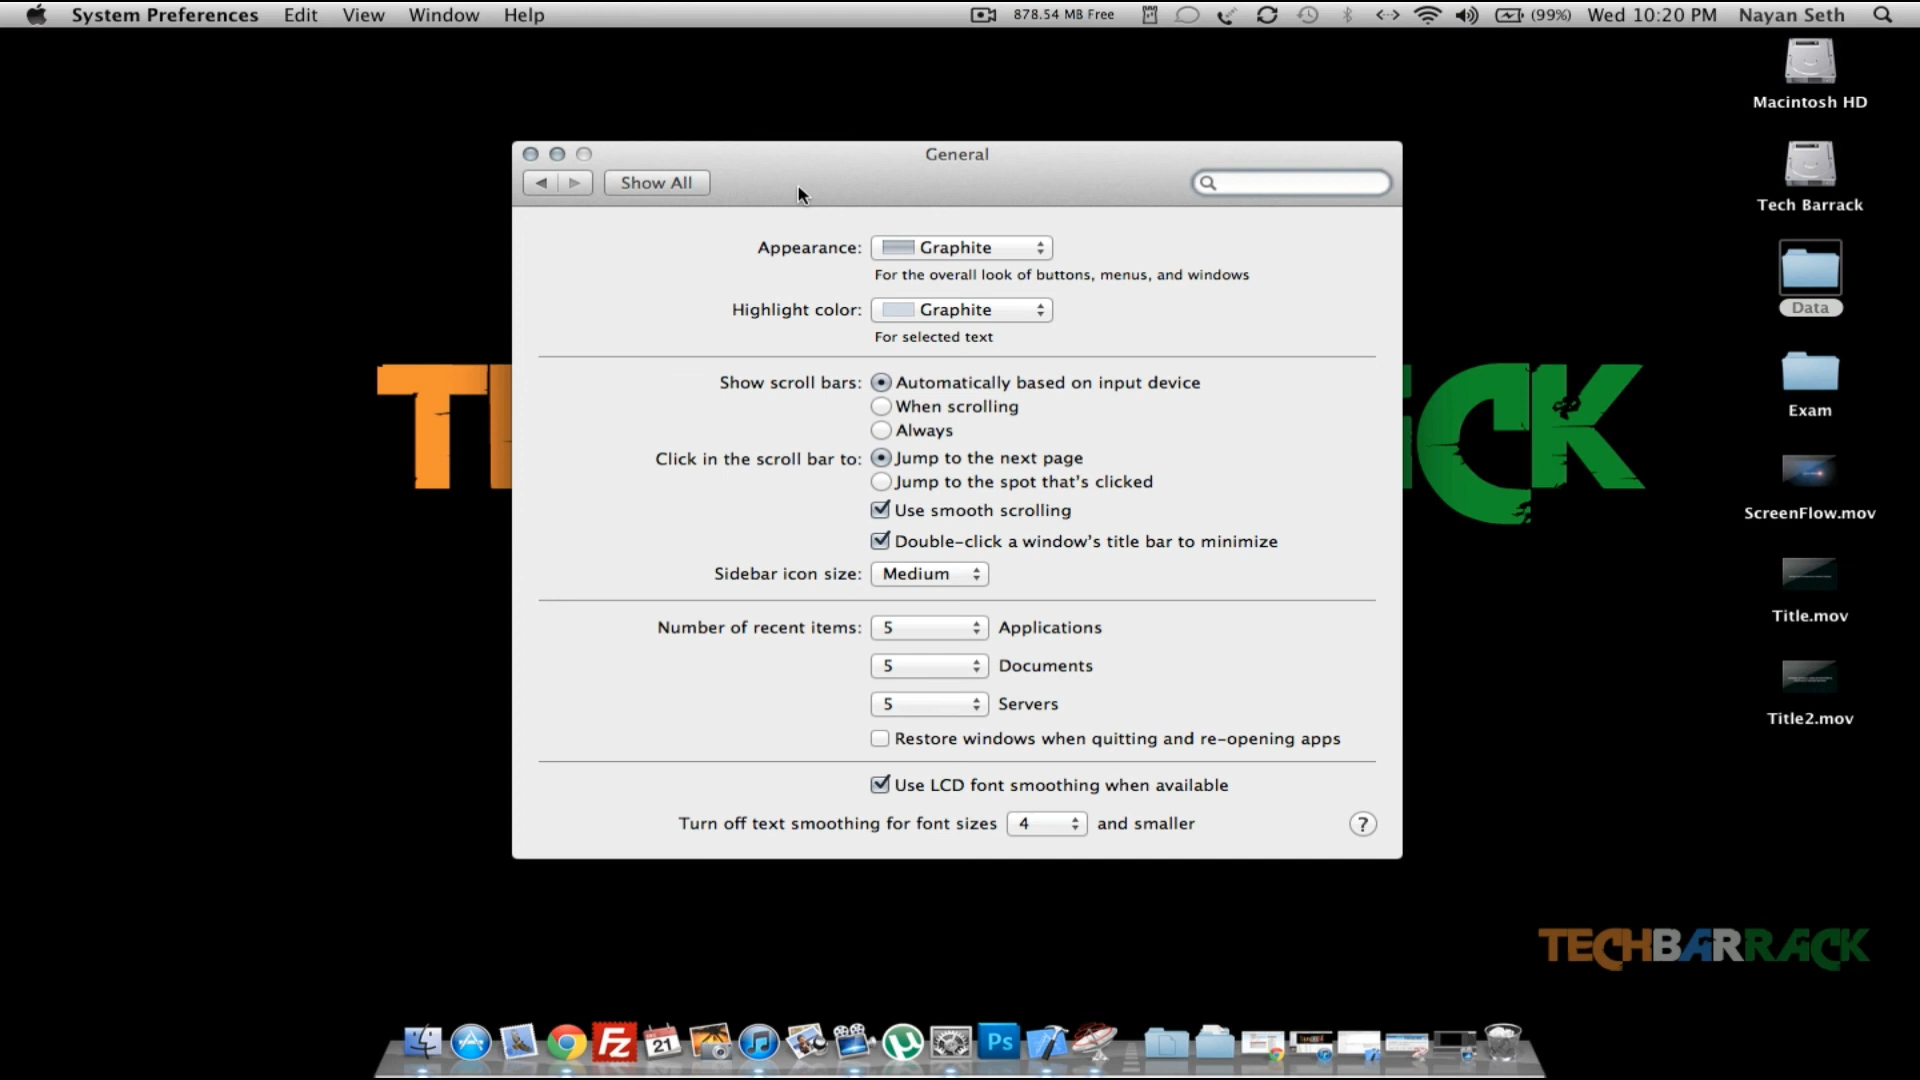 System Preferences Edit View Window Help 878.54 MB Free (99%) Wed 10:20 PM Nayan Seth
Macintosh HD
Tech Barrack
Data
Exam
ScreenFlow.mov
Title.mov
Title2.mov
General
Show All
Appearance: Graphite
For the overall look of buttons, menus, and windows
Highlight color: Graphite
For selected text
Show scroll bars: Automatically based on input device
When scrolling
Always
Click in the scroll bar to: Jump to the next page
Jump to the spot that's clicked
Use smooth scrolling
Double-click a window's title bar to minimize
Sidebar icon size: Medium
Number of recent items: 5 Applications
5 Documents
5 Servers
Restore windows when quitting and re-opening apps
Use LCD font smoothing when available
Turn off text smoothing for font sizes 4 and smaller ?
TECHBARRACK
FZ
21
Ps